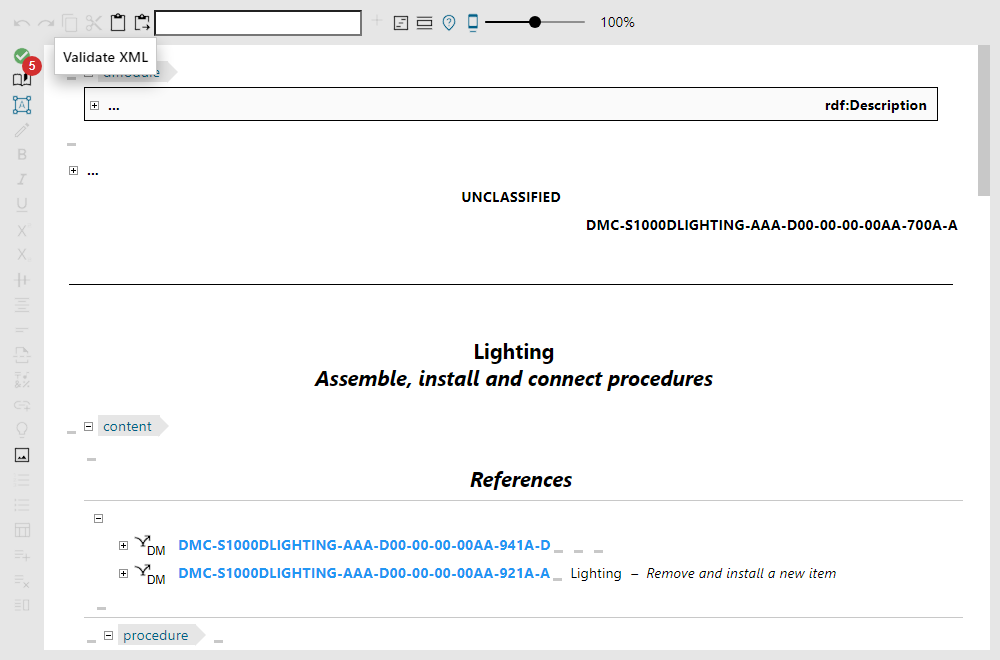 100%
Validate XML
5
dmodule
... rdf:Description
...
UNCLASSIFIED
DMC-S1000DLIGHTING-AAA-D00-00-00-00AA-700A-A
Lighting
Assemble, install and connect procedures
content
References
DM DMC-S1000DLIGHTING-AAA-D00-00-00-00AA-941A-D
DM DMC-S1000DLIGHTING-AAA-D00-00-00-00AA-921A-A Lighting – Remove and install a new item
procedure